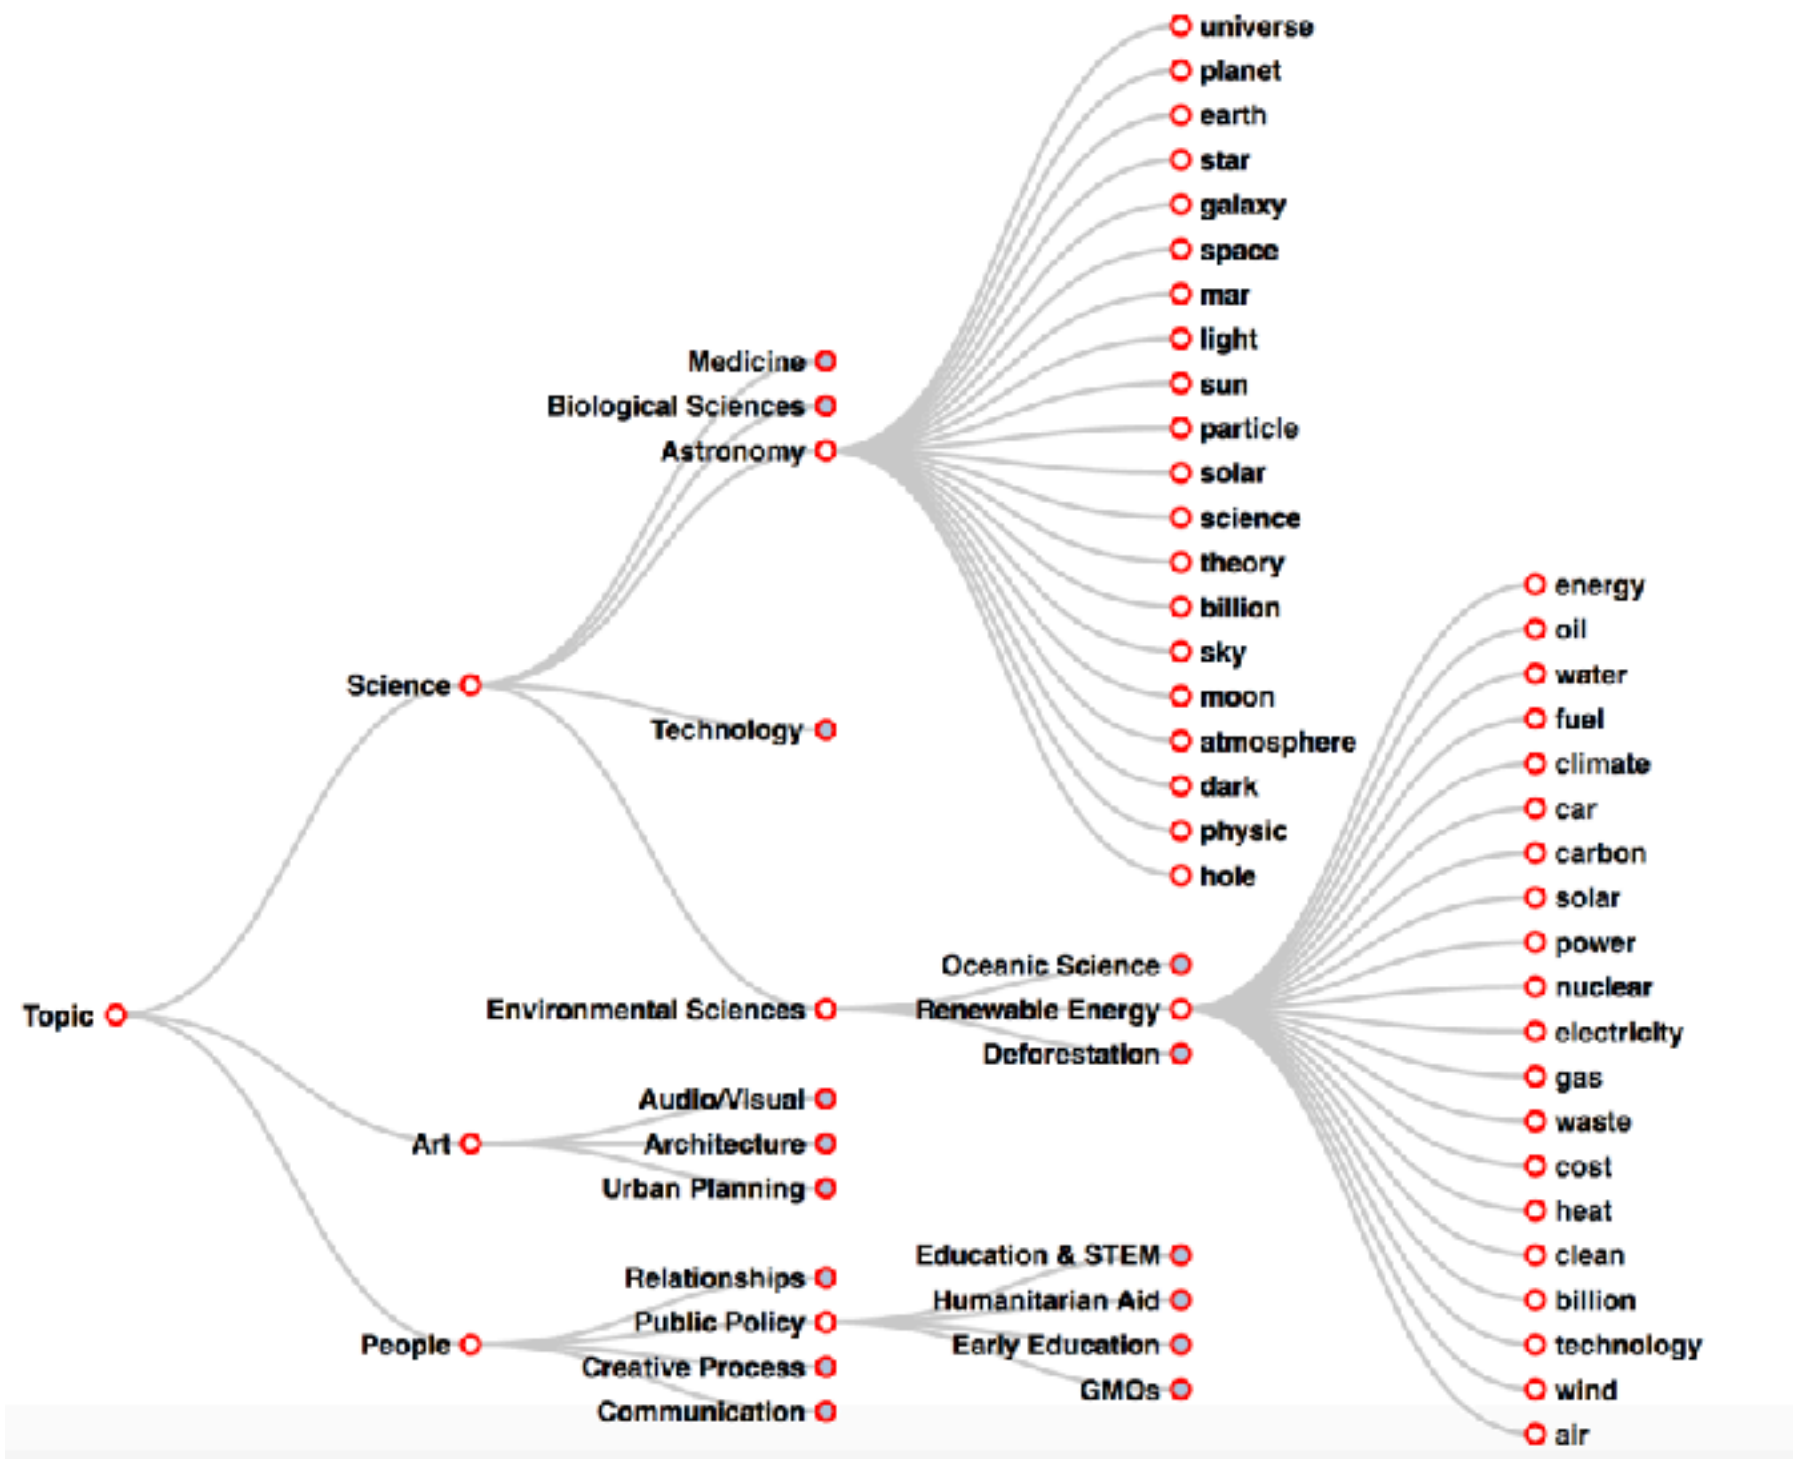 universe
planet
earth
star
galaxy
space
mar
light
sun
particle
solar
science
theory
billion
sky
moon
atmosphere
dark
physic
hole
Medicine
Biological Sciences
Astronomy
Science
Technology
energy
oil
water
fuel
climate
car
carbon
solar
power
nuclear
electricity
gas
waste
cost
heat
clean
billion
technology
wind
air
Oceanic Science
Environmental Sciences
Renewable Energy
Deforestation
Topic
Audio/Visual
Art
Architecture
Urban Planning
Relationships
Public Policy
People
Creative Process
Communication
Education & STEM
Humanitarian Aid
Early Education
GMOs